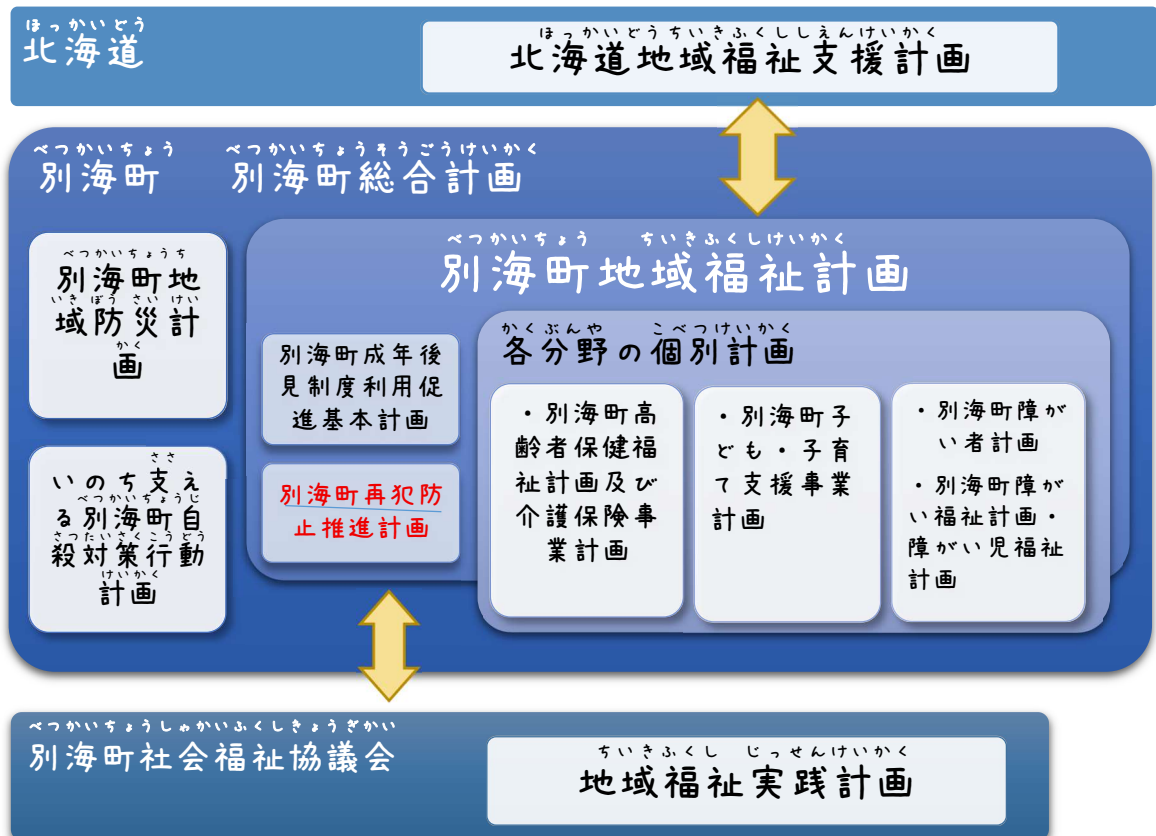 ほっかいどう
北海道
ほっかいどうちいきふくししえんけいかく
北海道地域福祉支援計画
べつかいちょう べつかいちょうそうごうけいかく
別海町 別海町総合計画
べつかいちょうち
別海町地
いきぼうさいけい
域防災計
かく
画
ささ
いのち支え
べつかいちょうじ
る別海町自
さつたいさくこうどう
殺対策行動
けいかく
計画
べつかいちょう ちいきふくしけいかく
別海町地域福祉計画
別海町成年後
見制度利用促
進基本計画
別海町再犯防
止推進計画
かくぶんや こべつけいかく
各分野の個別計画
・別海町高
齢者保健福
祉計画及び
介護保険事
業計画
・別海町子
ども・子育
て支援事業
計画
・別海町障が
い者計画
・別海町障が
い福祉計画・
障がい児福祉
計画
べつかいちょうしゃかいふくしきょうぎかい
別海町社会福祉協議会
ちいきふくし じっせんけいかく
地域福祉実践計画